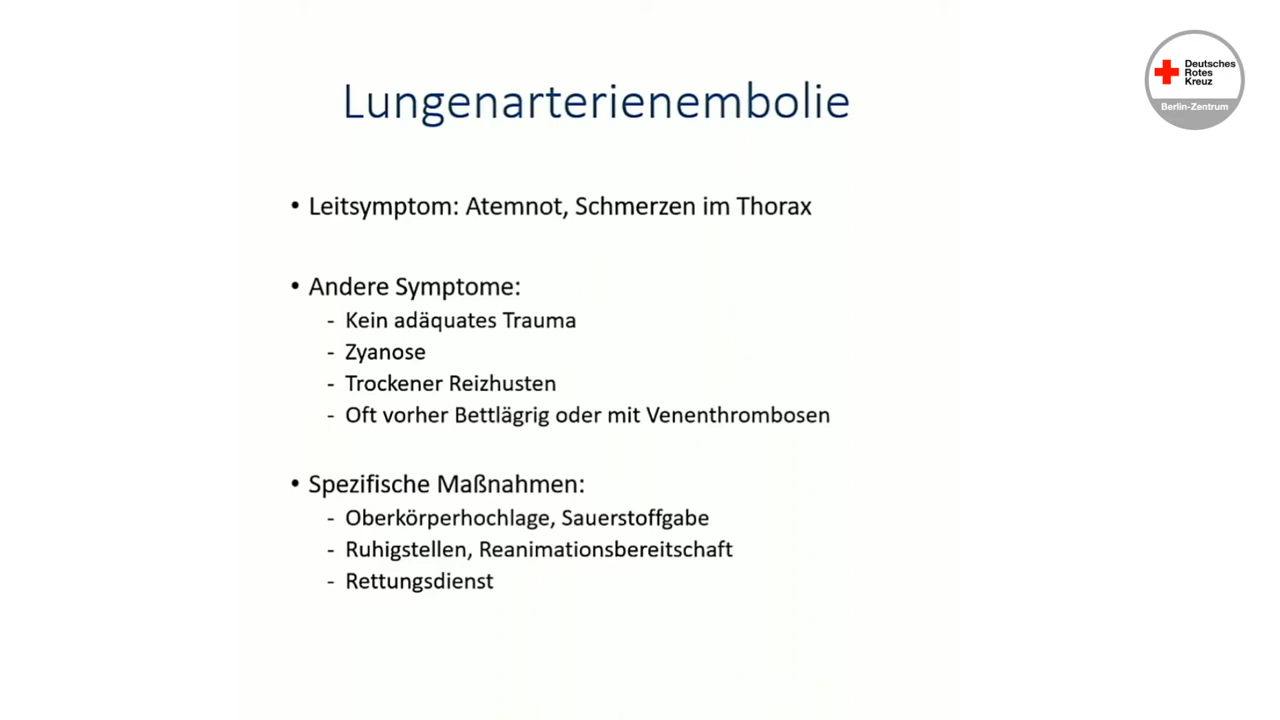 Lungenarterienembolie
Deutsches
Rotes
Kreuz
Berlin-Zentrum
• Leitsymptom: Atemnot, Schmerzen im Thorax
• Andere Symptome:
- Kein adäquates Trauma
- Zyanose
- Trockener Reizhusten
- Oft vorher Bettlägrig oder mit Venenthrombosen
• Spezifische Maßnahmen:
- Oberkörperhochlage, Sauerstoffgabe
- Ruhigstellen, Reanimationsbereitschaft
- Rettungsdienst